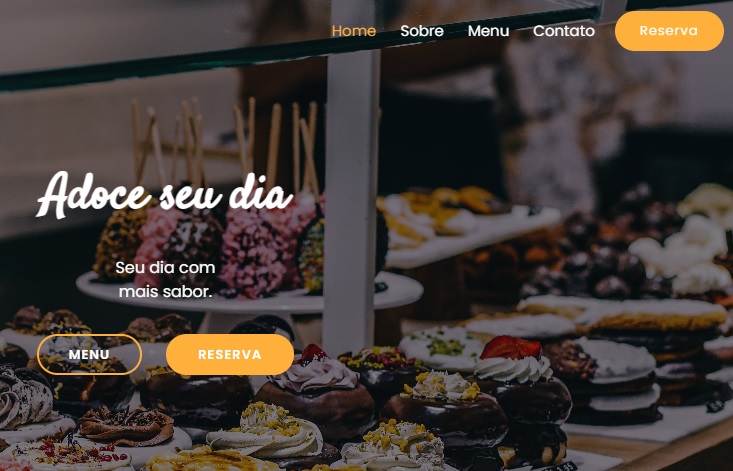 Home Sobre Menu Contato Reserva
Adoce seu dia
Seu dia com
mais sabor.
MENU RESERVA